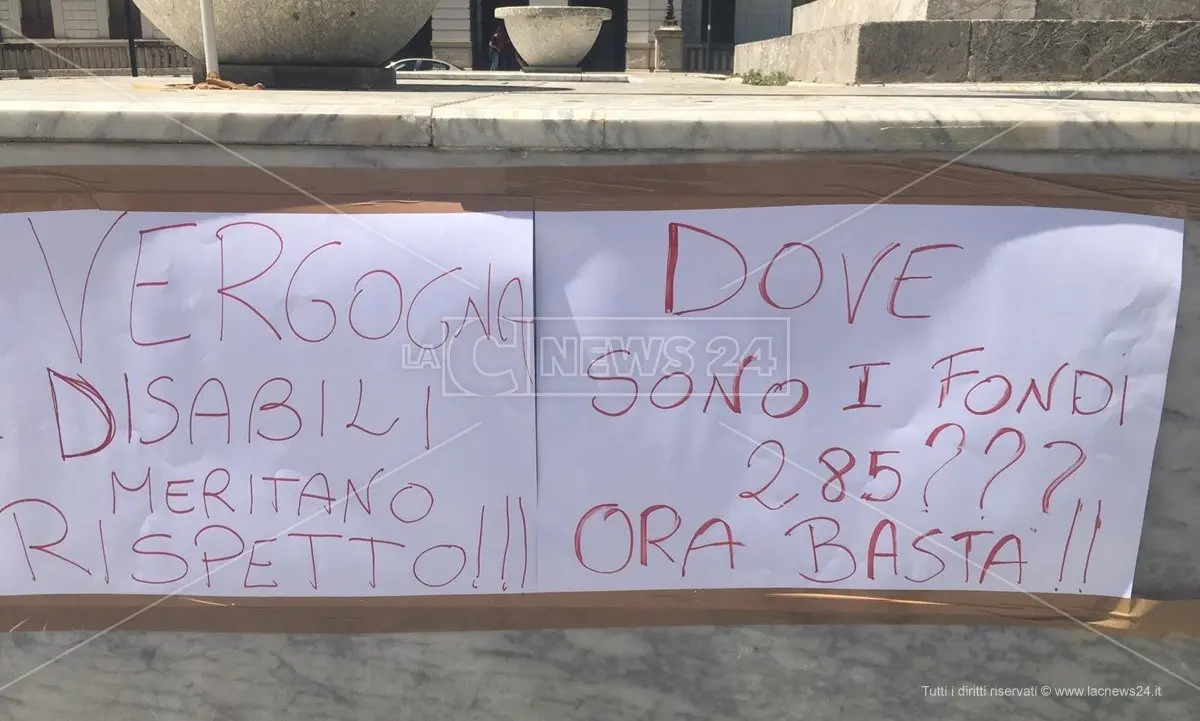 VERGOGNA
DISABILI
MERITANO
RISPETTO!!!
DOVE
SONO I FONDI
285???
ORA BASTA!!
LA C NEWS 24
Tutti i diritti riservati © www.lacnews24.it